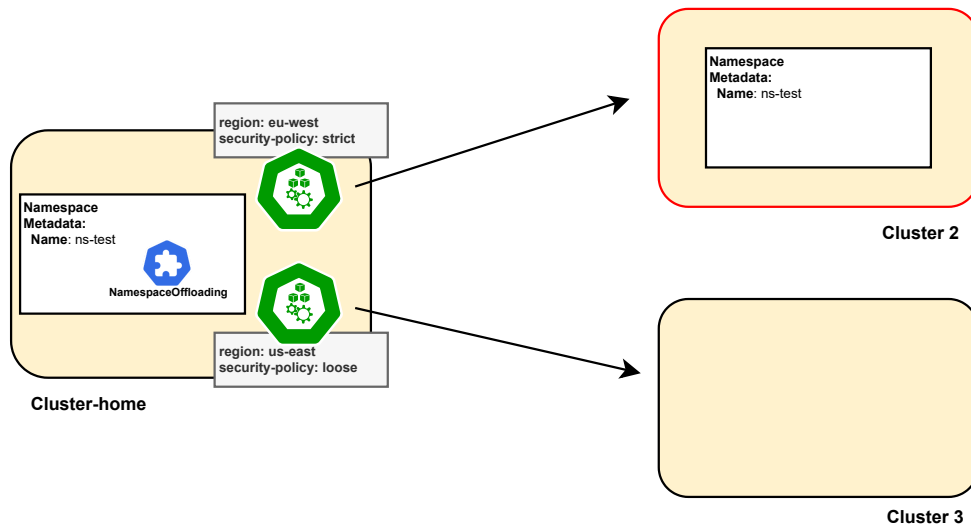 region: eu-west
security-policy: strict
Namespace
Metadata:
Name: ns-test
NamespaceOffloading
region: us-east
security-policy: loose
Cluster-home
Namespace
Metadata:
Name: ns-test
Cluster 2
Cluster 3